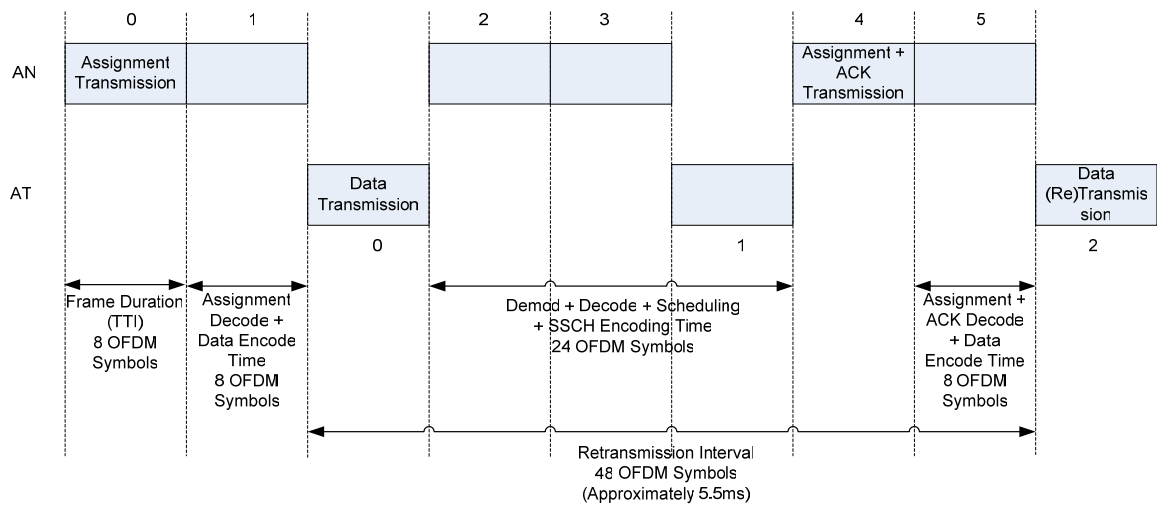 0 1 2 3 4 5
AN
Assignment
Transmission
Assignment +
ACK
Transmission
AT
Data
Transmission
Data
(Re)Transmis
sion
0 1 2
Frame Duration
(TTI)
8 OFDM
Symbols
Assignment
Decode +
Data Encode
Time
8 OFDM
Symbols
Demod + Decode + Scheduling
+ SSCH Encoding Time
24 OFDM Symbols
Assignment +
ACK Decode
+ Data
Encode Time
8 OFDM
Symbols
Retransmission Interval
48 OFDM Symbols
(Approximately 5.5ms)